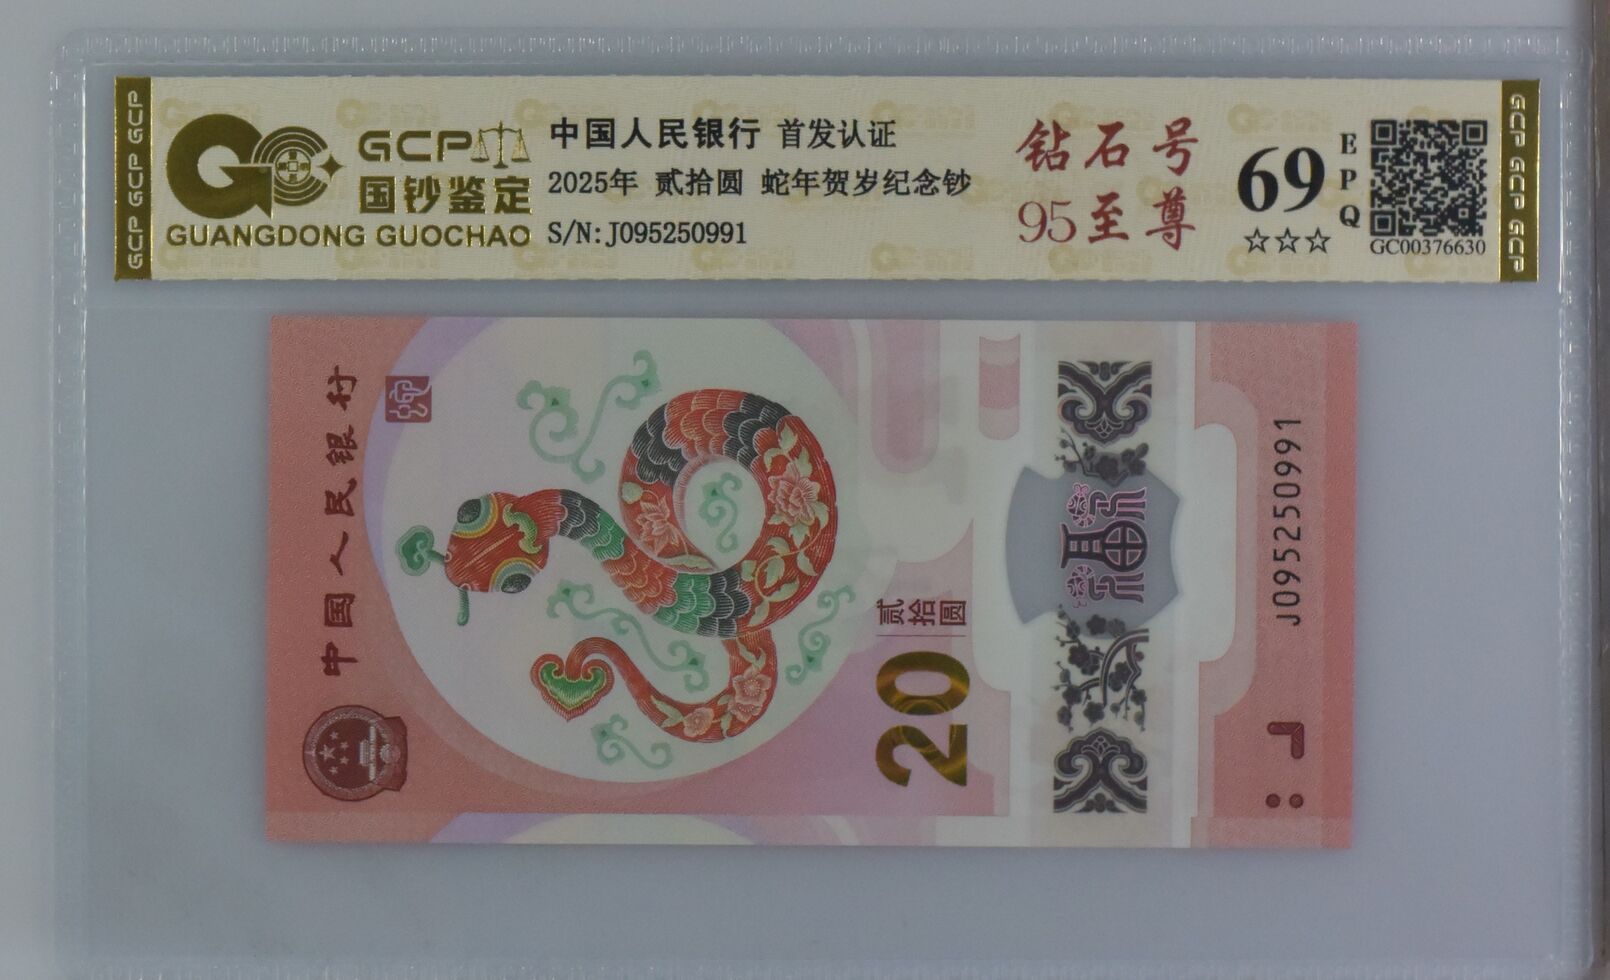 GCP GCP GCP
GCP
国钞鉴定
GUANGDONG GUOCHAO
中国人民银行 首发认证
2025年 贰拾圆 蛇年贺岁纪念钞
S/N:J095250991
钻石号
95至尊
69
EPQ
☆☆☆
GC00376630
GCP GCP GCP
中国人民银行
贰拾圆
20
福
J095250991